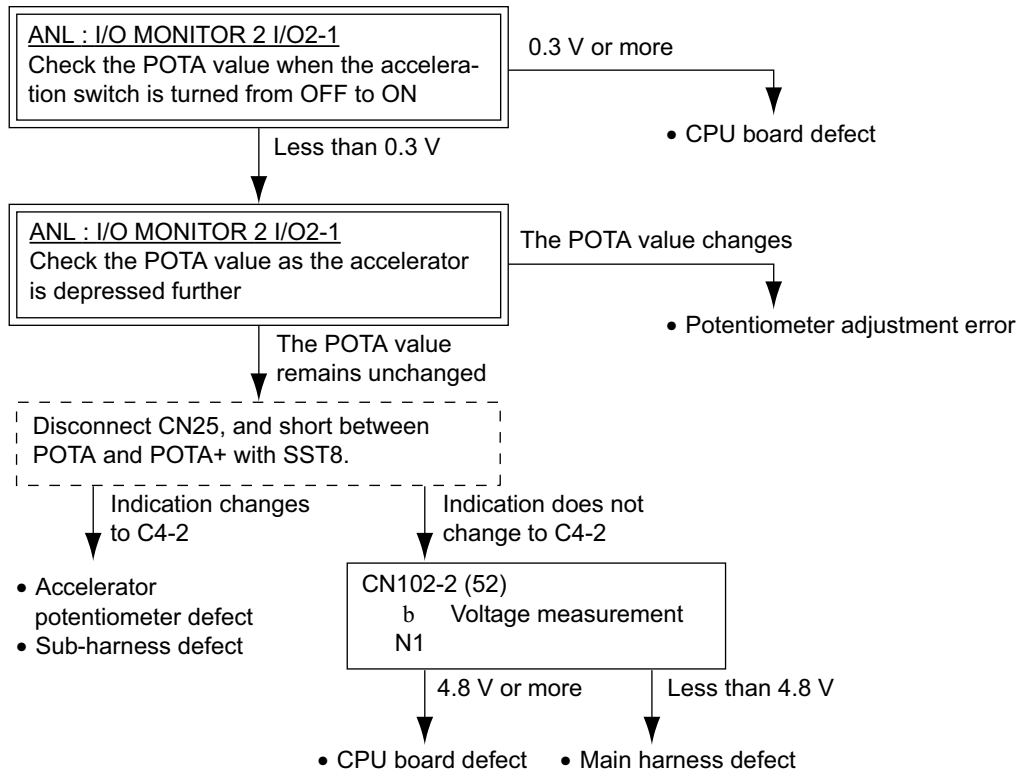 ANL : I/O MONITOR 2 I/O2-1
Check the POTA value when the accelera-
tion switch is turned from OFF to ON
0.3 V or more
• CPU board defect
Less than 0.3 V
ANL : I/O MONITOR 2 I/O2-1
Check the POTA value as the accelerator
is depressed further
The POTA value changes
• Potentiometer adjustment error
The POTA value
remains unchanged
Disconnect CN25, and short between
POTA and POTA+ with SST8.
Indication changes
to C4-2
Indication does not
change to C4-2
• Accelerator
potentiometer defect
• Sub-harness defect
CN102-2 (52)
b Voltage measurement
N1
4.8 V or more
Less than 4.8 V
• CPU board defect
• Main harness defect